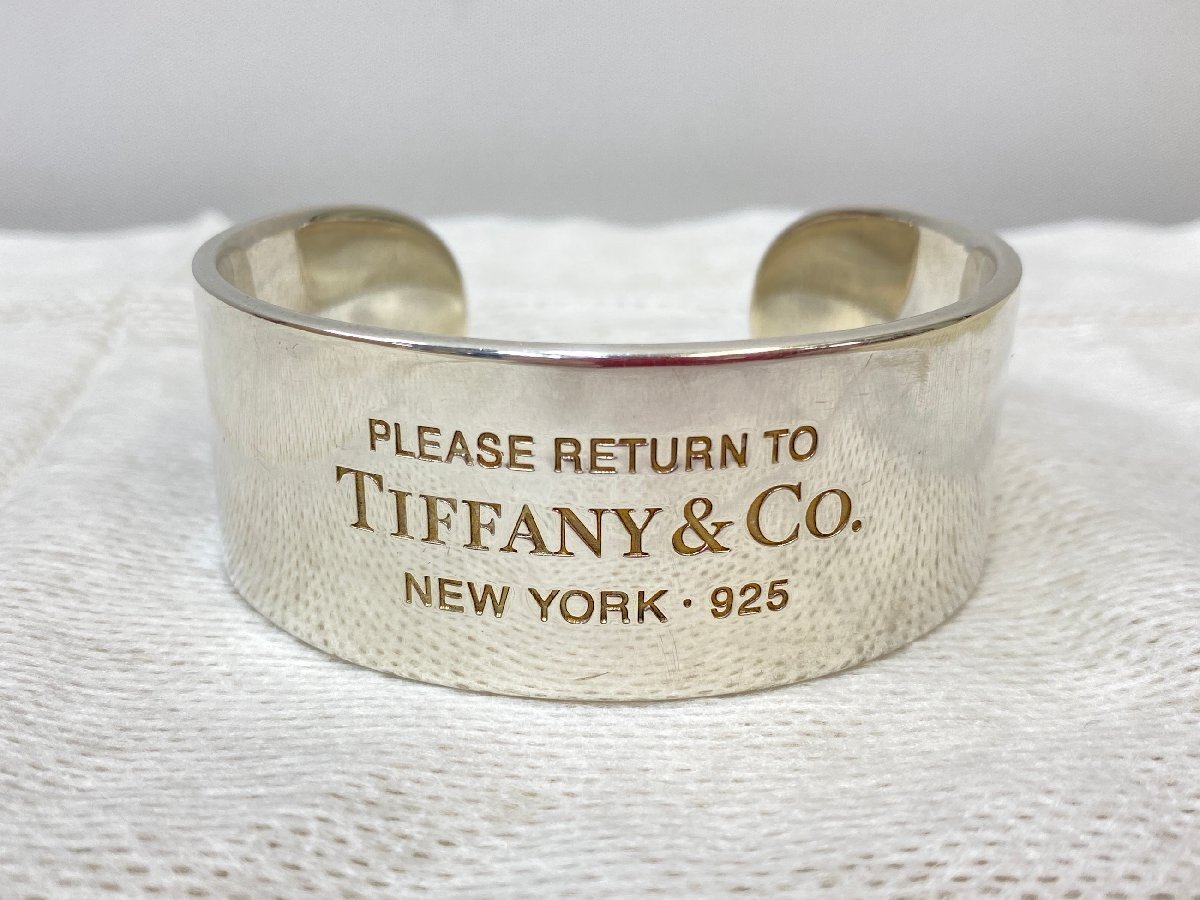 PLEASE RETURN TO
TIFFANY & CO.
NEW YORK · 925